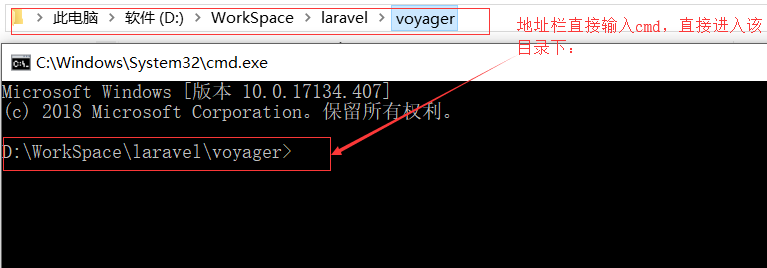 此电脑 > 软件 (D:) > WorkSpace > laravel > voyager
地址栏直接输入cmd，直接进入该
目录下：
C:\Windows\System32\cmd.exe
Microsoft Windows [版本 10.0.17134.407]
(c) 2018 Microsoft Corporation。保留所有权利。
D:\WorkSpace\laravel\voyager>